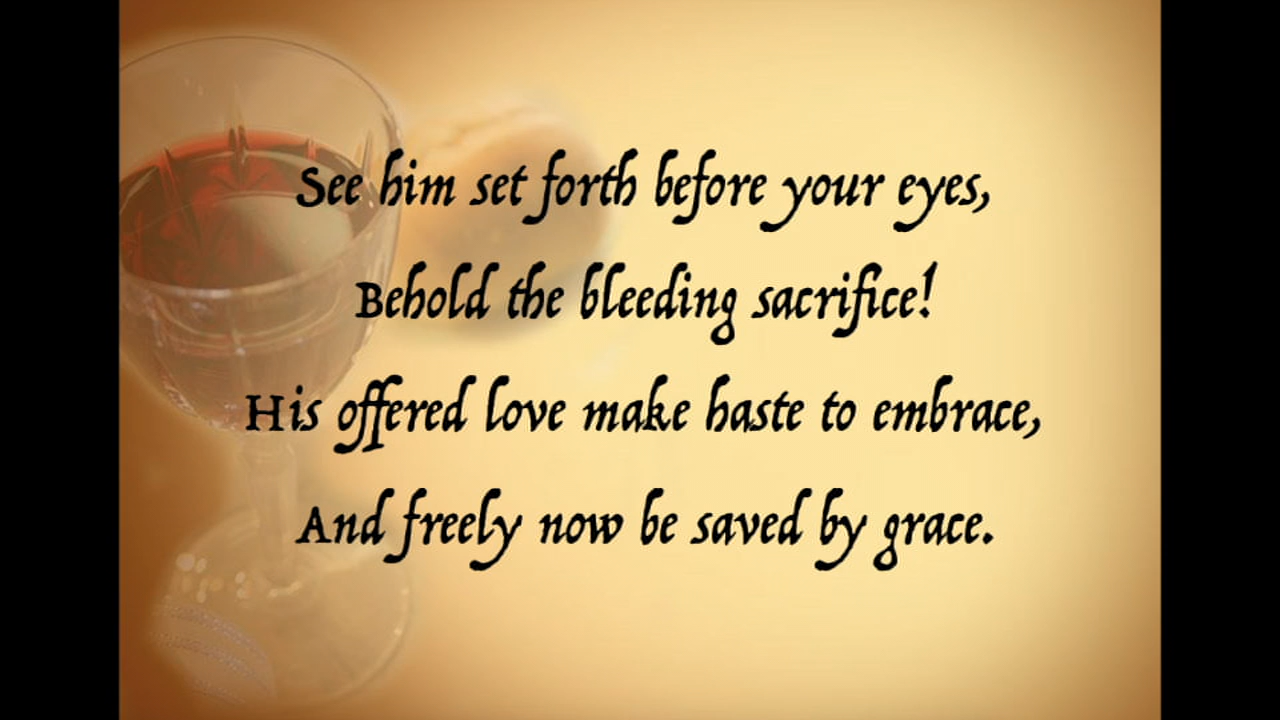 See him set forth before your eyes,
Behold the bleeding sacrifice!
His offered love make haste to embrace,
And freely now be saved by grace.